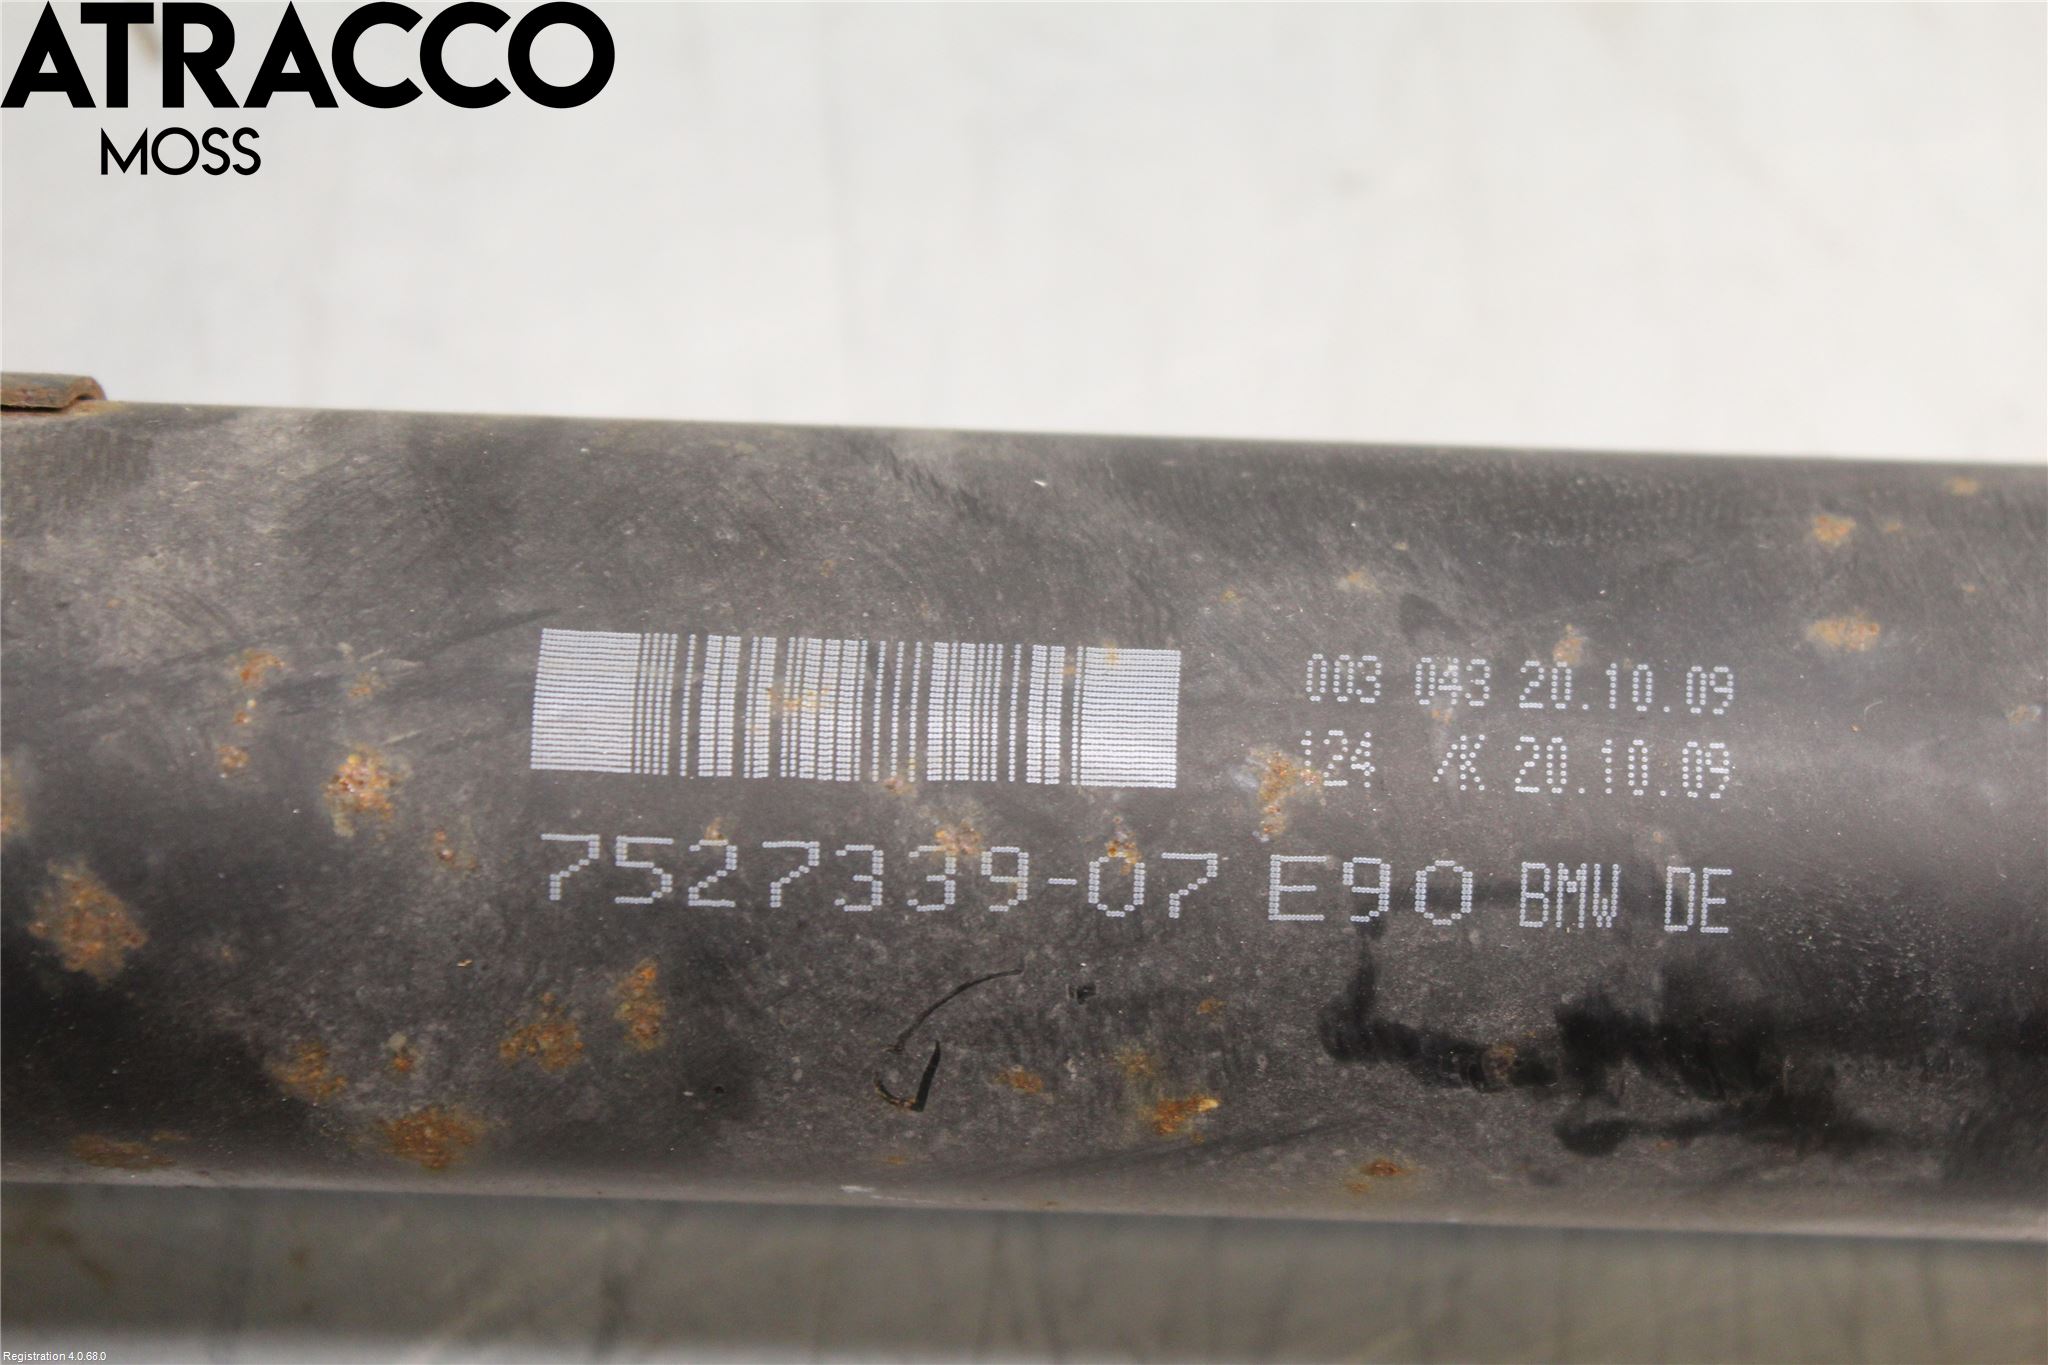 ATRACCO
MOSS
003 043 20.10.09
124 /K 20.10.09
7527339-07 E90 BMW DE
Registration 4.0.68.0